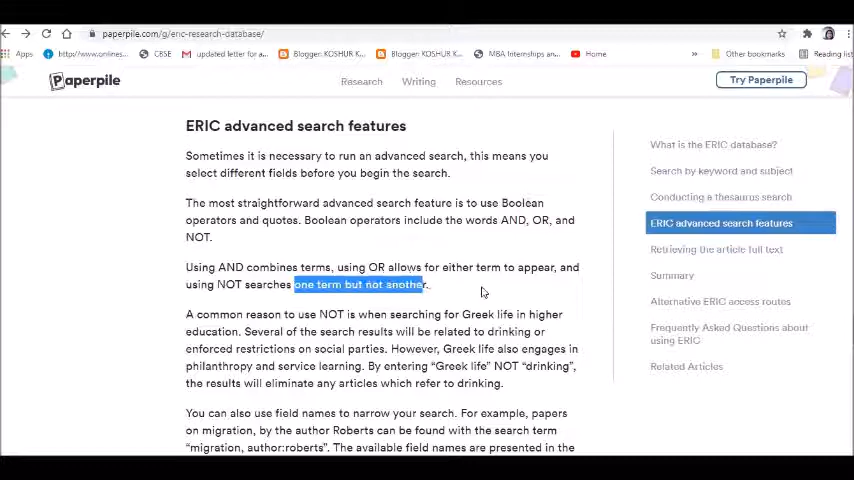 paperpile.com/g/eric-research-database/
Apps
http://www.onlines...
CBSE
updated letter for a...
Blogger: KOSHUR K...
Blogger: KOSHUR K...
MBA Internships an...
Home
»
Other bookmarks
Reading list
Paperpile
Research
Writing
Resources
Try Paperpile
ERIC advanced search features
Sometimes it is necessary to run an advanced search, this means you
select different fields before you begin the search.
The most straightforward advanced search feature is to use Boolean
operators and quotes. Boolean operators include the words AND, OR, and
NOT.
Using AND combines terms, using OR allows for either term to appear, and
using NOT searches one term but not another.
A common reason to use NOT is when searching for Greek life in higher
education. Several of the search results will be related to drinking or
enforced restrictions on social parties. However, Greek life also engages in
philanthropy and service learning. By entering “Greek life” NOT “drinking”,
the results will eliminate any articles which refer to drinking.
You can also use field names to narrow your search. For example, papers
on migration, by the author Roberts can be found with the search term
“migration, author:roberts”. The available field names are presented in the
What is the ERIC database?
Search by keyword and subject
Conducting a thesaurus search
ERIC advanced search features
Retrieving the article full text
Summary
Alternative ERIC access routes
Frequently Asked Questions about
using ERIC
Related Articles